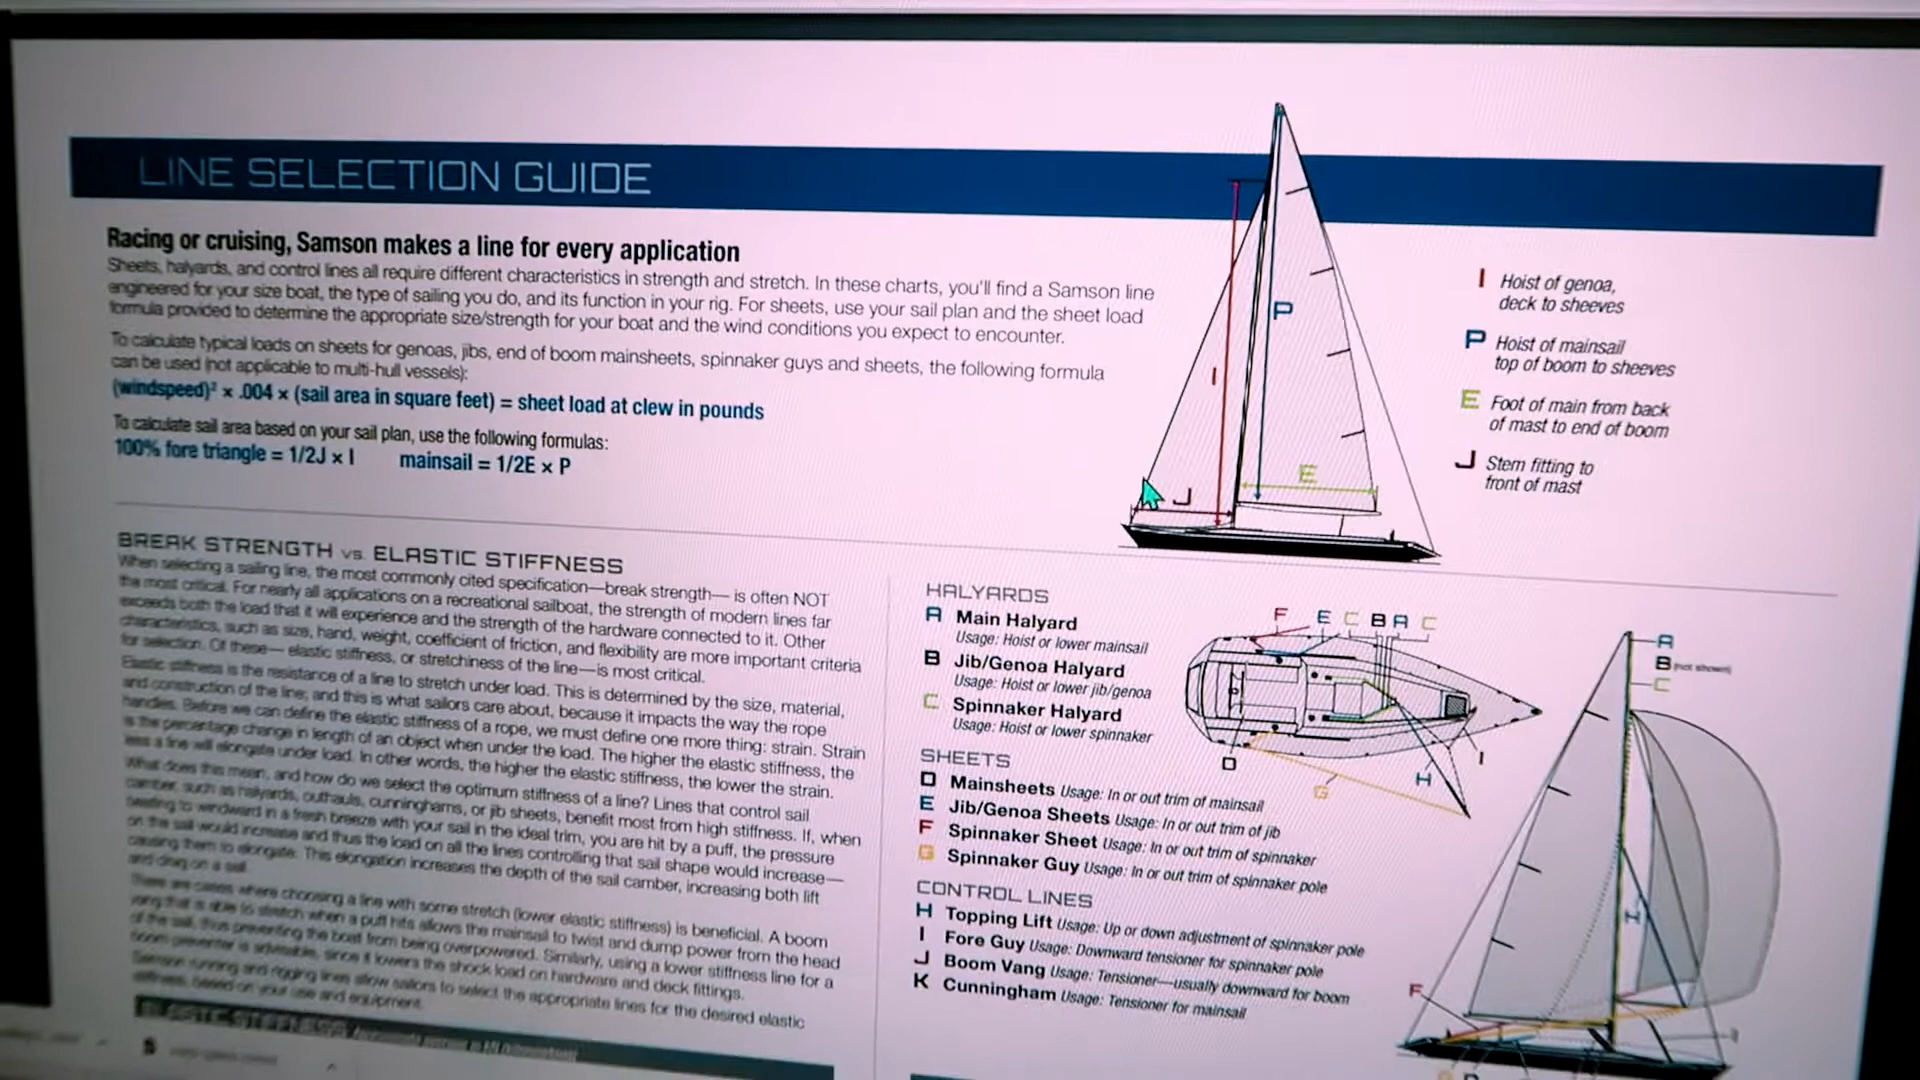 LINE SELECTION GUIDE
Racing or cruising, Samson makes a line for every application
Sheets, halyards, and control lines all require different characteristics in strength and stretch. In these charts, you'll find a Samson line
engineered for your size boat, the type of sailing you do, and its function in your rig. For sheets, use your sail plan and the sheet load
formula provided to determine the appropriate size/strength for your boat and the wind conditions you expect to encounter.
To calculate typical loads on sheets for genoas, jibs, end of boom mainsheets, spinnaker guys and sheets, the following formula
can be used (not applicable to multi-hull vessels):
(windspeed)² x .004 x (sail area in square feet) = sheet load at clew in pounds
To calculate sail area based on your sail plan, use the following formulas:
100% fore triangle = 1/2J x I mainsail = 1/2E x P
I
P
E
J
I Hoist of genoa,
deck to sheeves
P Hoist of mainsail
top of boom to sheeves
E Foot of main from back
of mast to end of boom
J Stem fitting to
front of mast
BREAK STRENGTH vs. ELASTIC STIFFNESS
When selecting a sailing line, the most commonly cited specification—break strength— is often NOT
the most critical. For nearly all applications on a recreational sailboat, the strength of modern lines far
exceeds both the load that it will experience and the strength of the hardware connected to it. Other
characteristics, such as size, hand, weight, coefficient of friction, and flexibility are more important criteria
for selection. Of these— elastic stiffness, or stretchiness of the line—is most critical.
Elastic stiffness is the resistance of a line to stretch under load. This is determined by the size, material,
and construction of the line; and this is what sailors care about, because it impacts the way the rope
handles. Before we can define the elastic stiffness of a rope, we must define one more thing: strain. Strain
is the percentage change in length of an object when under the load. The higher the elastic stiffness, the
less a line will elongate under load. In other words, the higher the elastic stiffness, the lower the strain.
What does this mean, and how do we select the optimum stiffness of a line? Lines that control sail
camber, such as halyards, outhauls, cunninghams, or jib sheets, benefit most from high stiffness. If, when
beating to windward in a fresh breeze with your sail in the ideal trim, you are hit by a puff, the pressure
on the sail would increase and thus the load on all the lines controlling that sail shape would increase—
causing them to elongate. This elongation increases the depth of the sail camber, increasing both lift
and drag on a sail.
There are cases where choosing a line with some stretch (lower elastic stiffness) is beneficial. A boom
vang that is able to stretch when a puff hits allows the mainsail to twist and dump power from the head
of the sail, thus preventing the boat from being overpowered. Similarly, using a lower stiffness line for a
boom preventer is advisable, since it lowers the shock load on hardware and deck fittings.
Samson running and rigging lines allow sailors to select the appropriate lines for the desired elastic
stiffness, based on your use and equipment.
ELASTIC STIFFNESS
HALYARDS
A Main Halyard
Usage: Hoist or lower mainsail
B Jib/Genoa Halyard
Usage: Hoist or lower jib/genoa
C Spinnaker Halyard
Usage: Hoist or lower spinnaker
SHEETS
D Mainsheets Usage: In or out trim of mainsail
E Jib/Genoa Sheets Usage: In or out trim of jib
F Spinnaker Sheet Usage: In or out trim of spinnaker
G Spinnaker Guy Usage: In or out trim of spinnaker pole
CONTROL LINES
H Topping Lift Usage: Up or down adjustment of spinnaker pole
I Fore Guy Usage: Downward tensioner for spinnaker pole
J Boom Vang Usage: Tensioner—usually downward for boom
K Cunningham Usage: Tensioner for mainsail
F E C B A C
D
G
H
I
A
B (not shown)
C
H
F